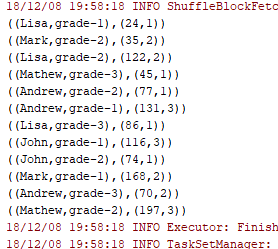 18/12/08 19:58:18 INFO ShuffleBlockFetc
((Lisa,grade-1),(24,1))
((Mark,grade-2),(35,2))
((Lisa,grade-2),(122,2))
((Mathew,grade-3),(45,1))
((Andrew,grade-2),(77,1))
((Andrew,grade-1),(131,3))
((Lisa,grade-3),(86,1))
((John,grade-1),(116,3))
((John,grade-2),(74,1))
((Mark,grade-1),(168,2))
((Andrew,grade-3),(70,2))
((Mathew,grade-2),(197,3))
18/12/08 19:58:18 INFO Executor: Finish
18/12/08 19:58:18 INFO TaskSetManager: